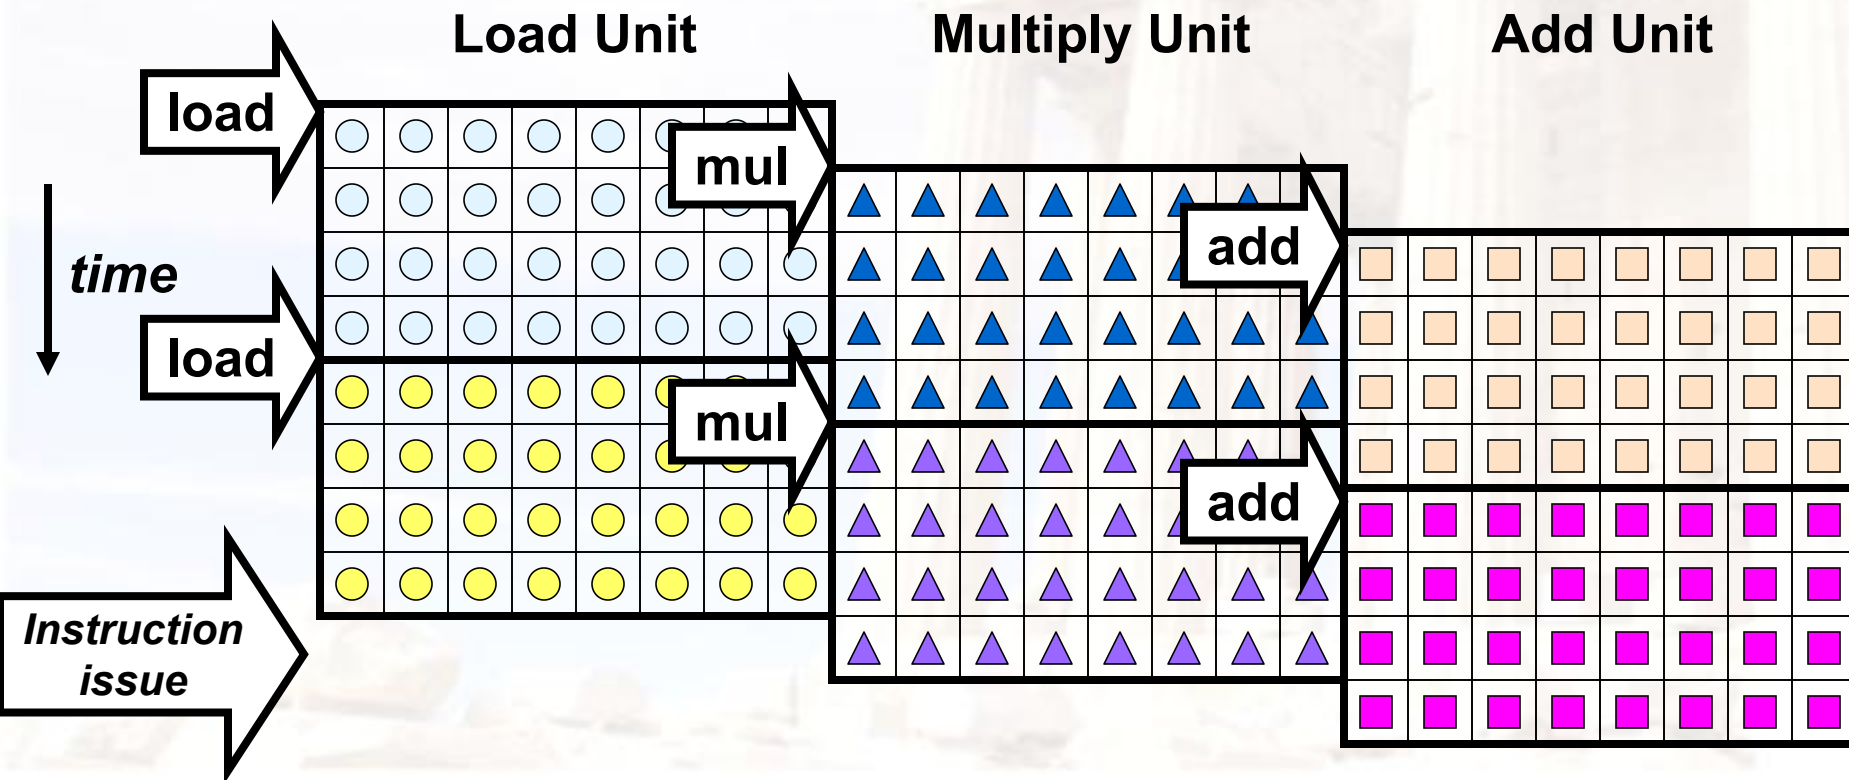 Load Unit
Multiply Unit
Add Unit
load
mul
add
time
load
mul
add
Instruction
issue